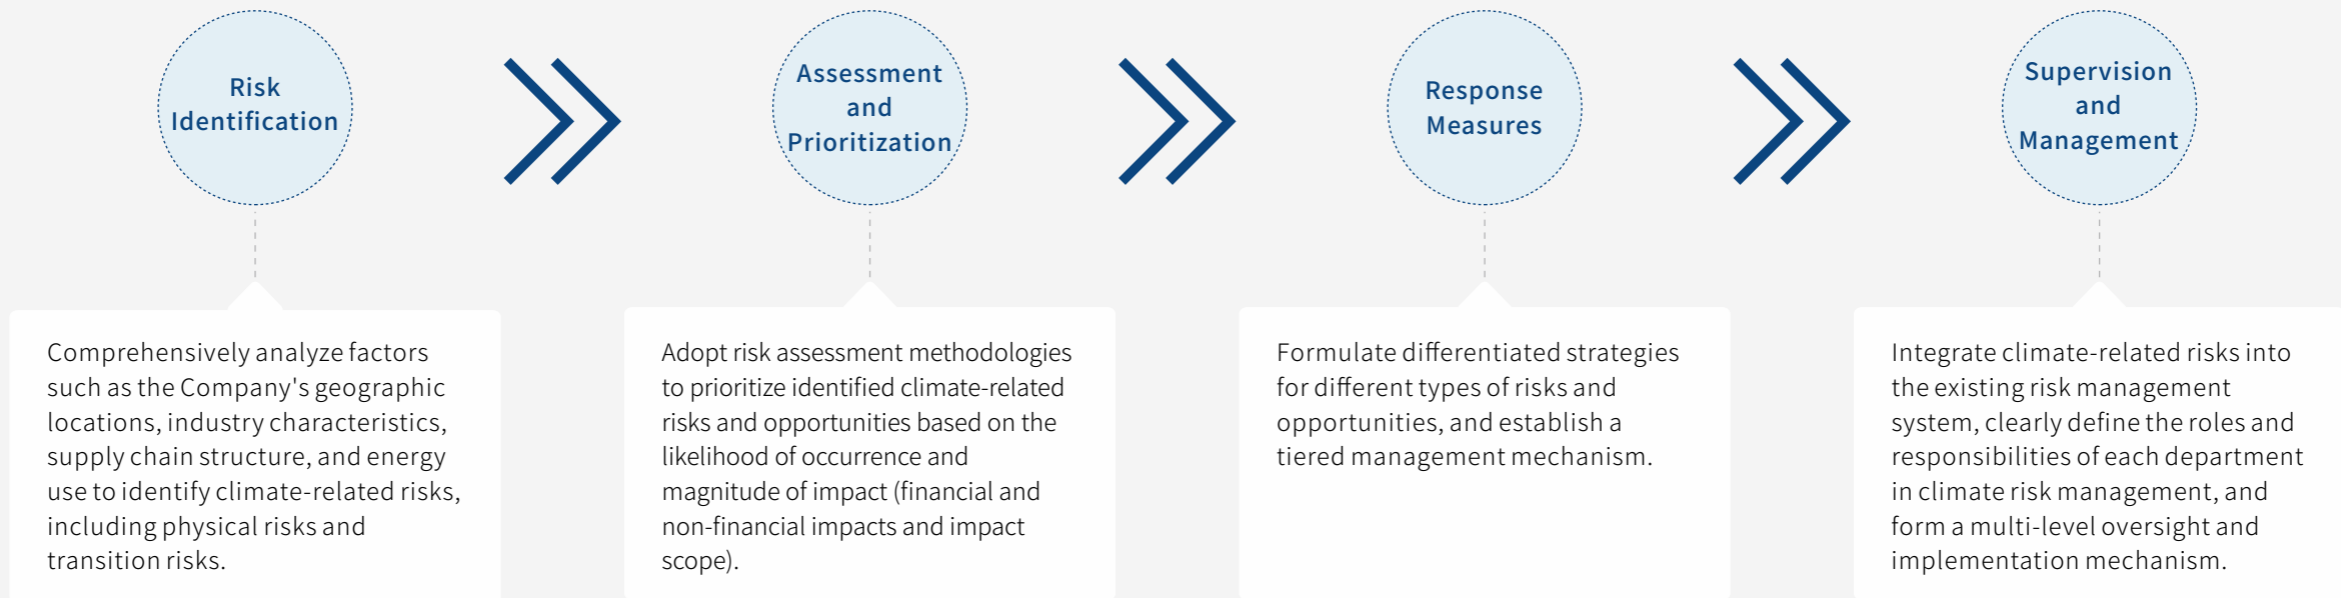 Risk
Identification
Assessment
and
Prioritization
Response
Measures
Supervision
and
Management
Comprehensively analyze factors
such as the Company's geographic
locations, industry characteristics,
supply chain structure, and energy
use to identify climate-related risks,
including physical risks and
transition risks.
Adopt risk assessment methodologies
to prioritize identified climate-related
risks and opportunities based on the
likelihood of occurrence and
magnitude of impact (financial and
non-financial impacts and impact
scope).
Formulate differentiated strategies
for different types of risks and
opportunities, and establish a
tiered management mechanism.
Integrate climate-related risks into
the existing risk management
system, clearly define the roles and
responsibilities of each department
in climate risk management, and
form a multi-level oversight and
implementation mechanism.